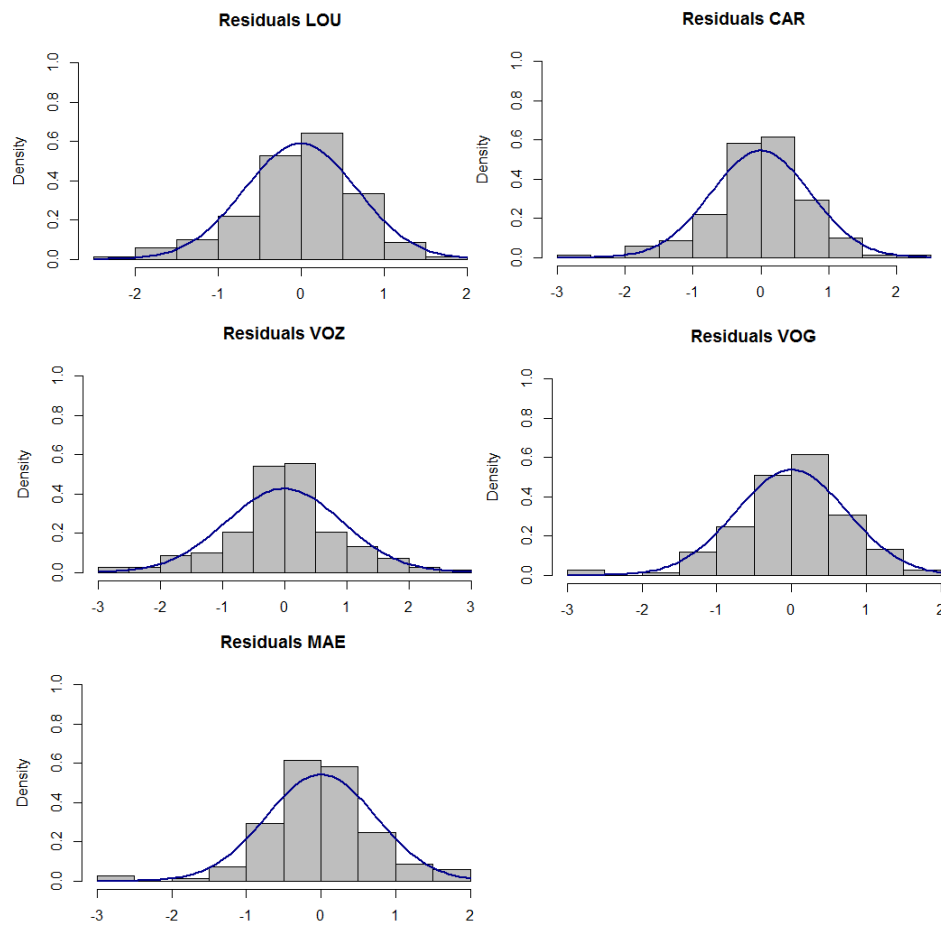 Residuals LOU
Density
0.0 0.2 0.4 0.6 0.8 1.0
-2 -1 0 1 2
Residuals CAR
Density
0.0 0.2 0.4 0.6 0.8 1.0
-3 -2 -1 0 1 2
Residuals VOZ
Density
0.0 0.2 0.4 0.6 0.8 1.0
-3 -2 -1 0 1 2 3
Residuals VOG
Density
0.0 0.2 0.4 0.6 0.8 1.0
-3 -2 -1 0 1 2
Residuals MAE
Density
0.0 0.2 0.4 0.6 0.8 1.0
-3 -2 -1 0 1 2